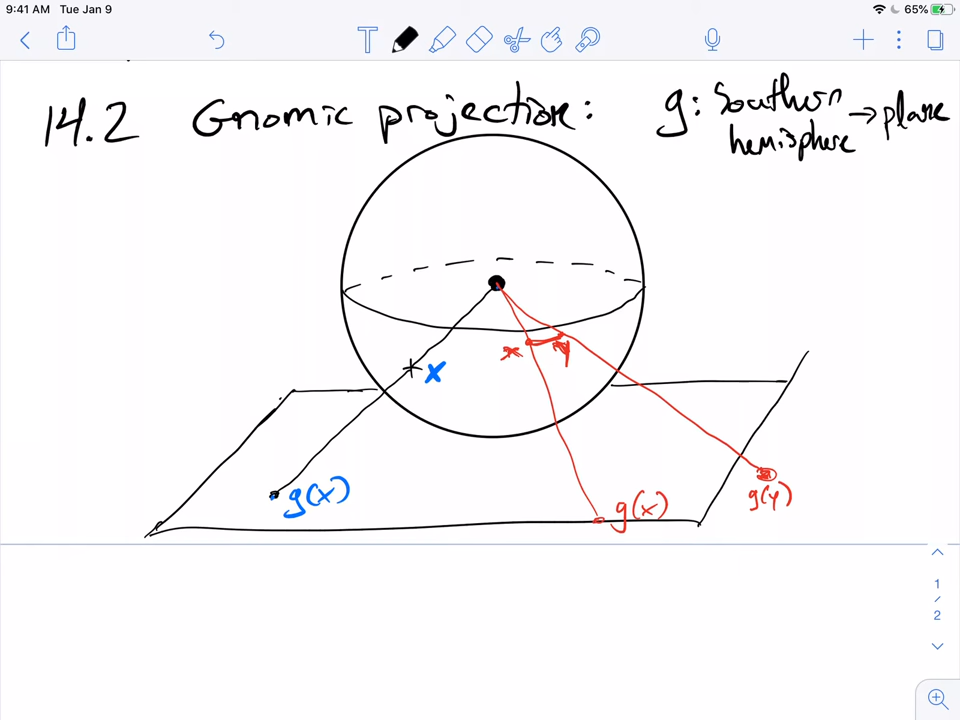 9:41 AM Tue Jan 9
65%
T
14.2 Gnomic projection: g: Southern hemisphere → plane
x
x y
g(x)
g(x)
g(y)
1
/
2